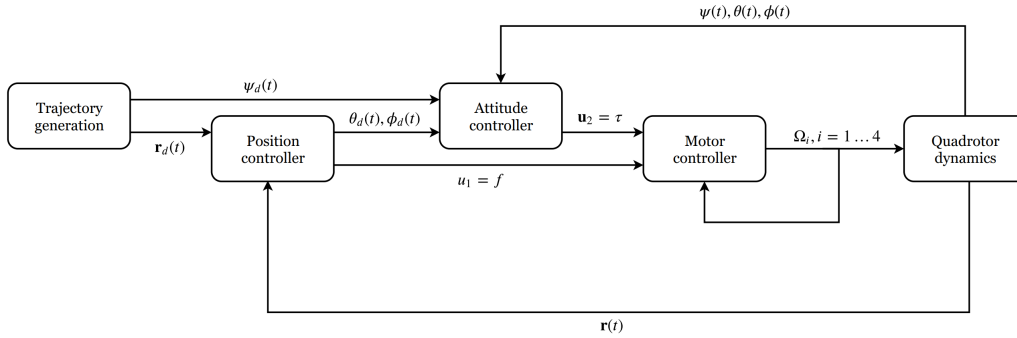 ψ(t), θ(t), ϕ(t)
Trajectory
generation
ψ_d(t)
𝐫_d(t)
Position
controller
θ_d(t), ϕ_d(t)
u_1 = f
Attitude
controller
𝐮_2 = τ
Motor
controller
Ω_i, i = 1 … 4
Quadrotor
dynamics
𝐫(t)